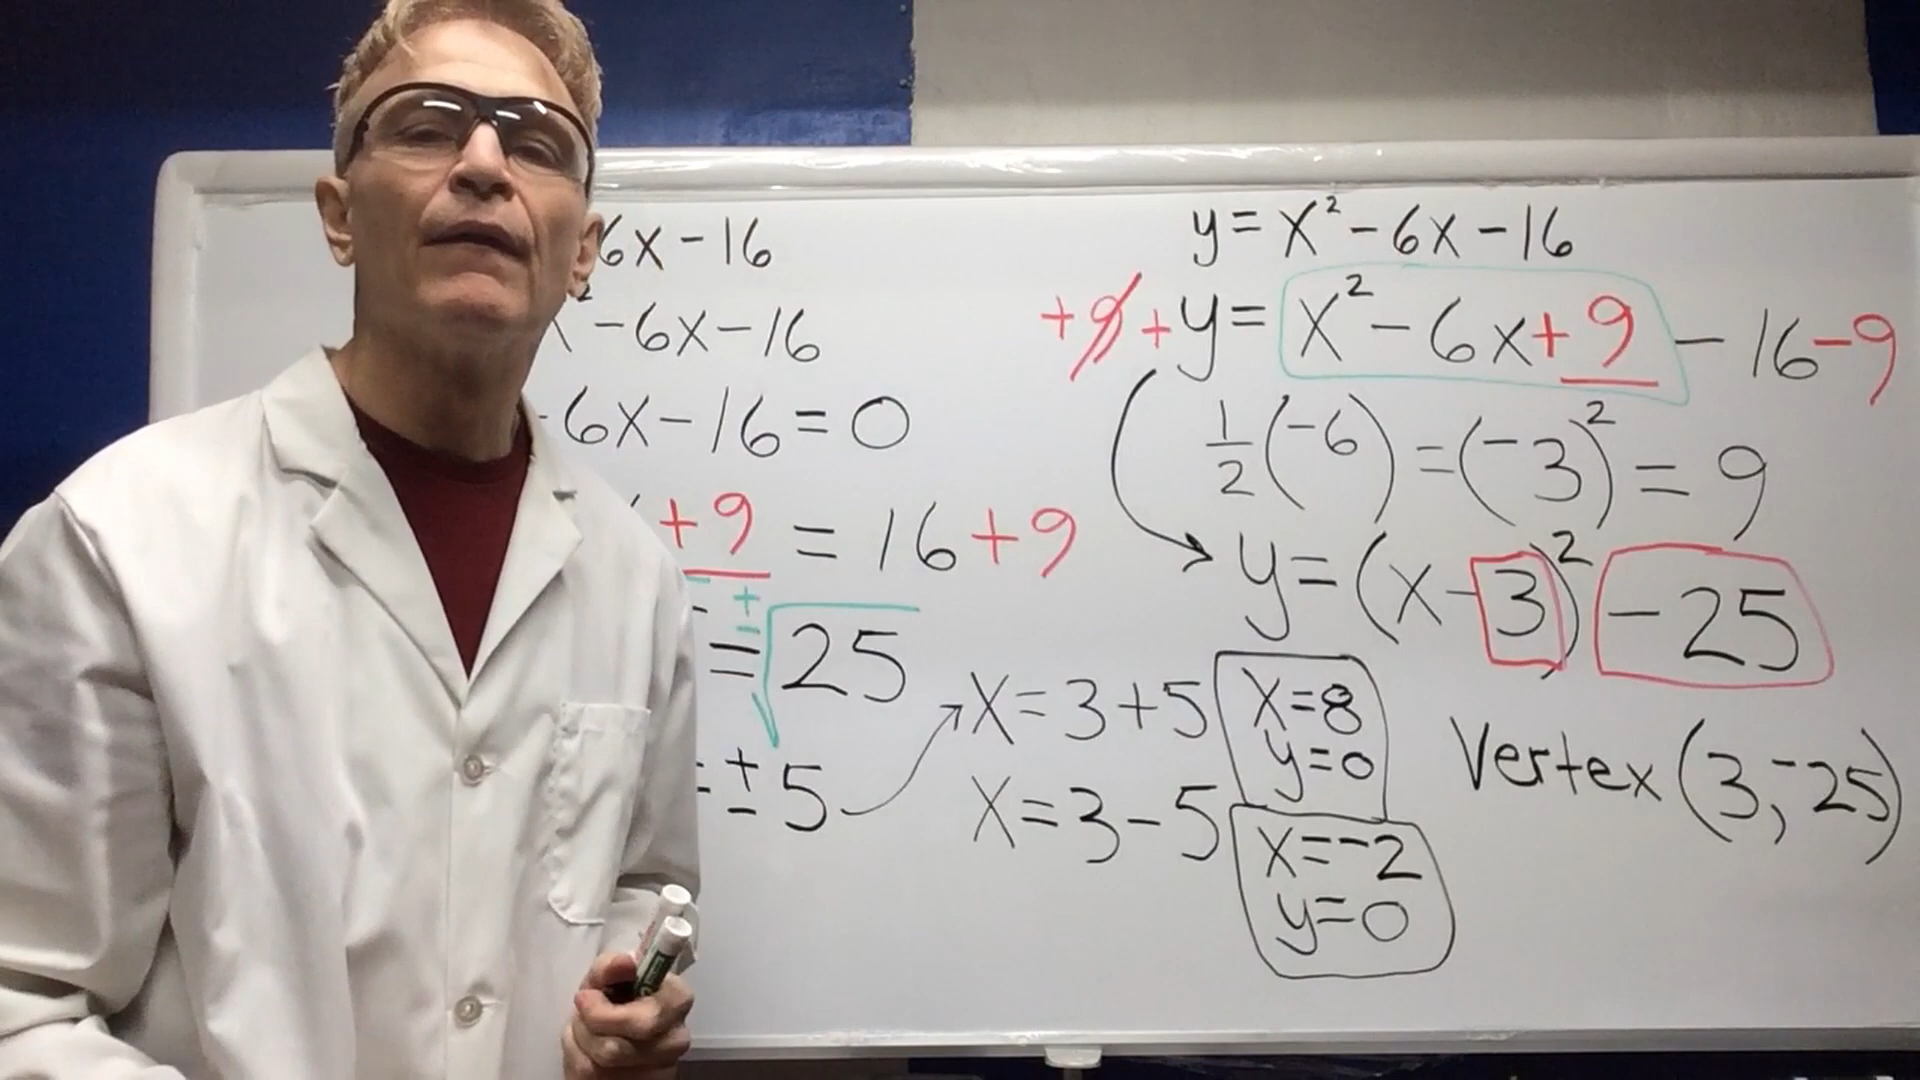 6x-16
²-6x-16
-6x-16=0
+9 = 16+9
= ±√25
=±5
x=3+5
x=3-5
x=8
y=0
x=-2
y=0
y=x²-6x-16
+9+y=x²-6x+9-16-9
1/2(-6)=(-3)²=9
y=(x-3)²-25
Vertex(3,-25)